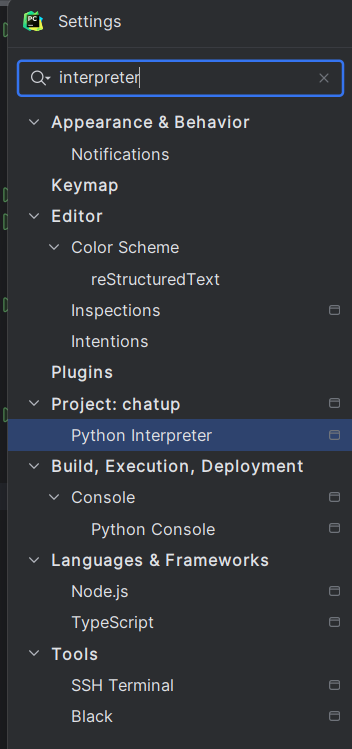 PC
Settings
interpreter
Appearance & Behavior
Notifications
Keymap
Editor
Color Scheme
reStructuredText
Inspections
Intentions
Plugins
Project: chatup
Python Interpreter
Build, Execution, Deployment
Console
Python Console
Languages & Frameworks
Node.js
TypeScript
Tools
SSH Terminal
Black